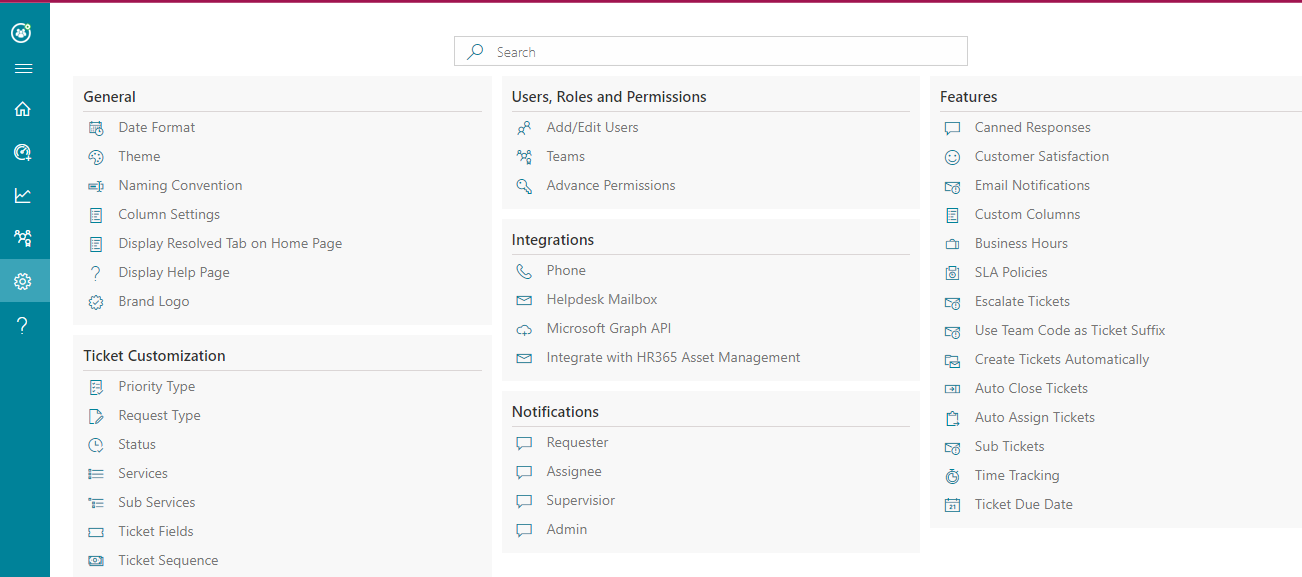 Search
General
Date Format
Theme
Naming Convention
Column Settings
Display Resolved Tab on Home Page
Display Help Page
Brand Logo
Ticket Customization
Priority Type
Request Type
Status
Services
Sub Services
Ticket Fields
Ticket Sequence
Users, Roles and Permissions
Add/Edit Users
Teams
Advance Permissions
Integrations
Phone
Helpdesk Mailbox
Microsoft Graph API
Integrate with HR365 Asset Management
Notifications
Requester
Assignee
Supervisior
Admin
Features
Canned Responses
Customer Satisfaction
Email Notifications
Custom Columns
Business Hours
SLA Policies
Escalate Tickets
Use Team Code as Ticket Suffix
Create Tickets Automatically
Auto Close Tickets
Auto Assign Tickets
Sub Tickets
Time Tracking
Ticket Due Date